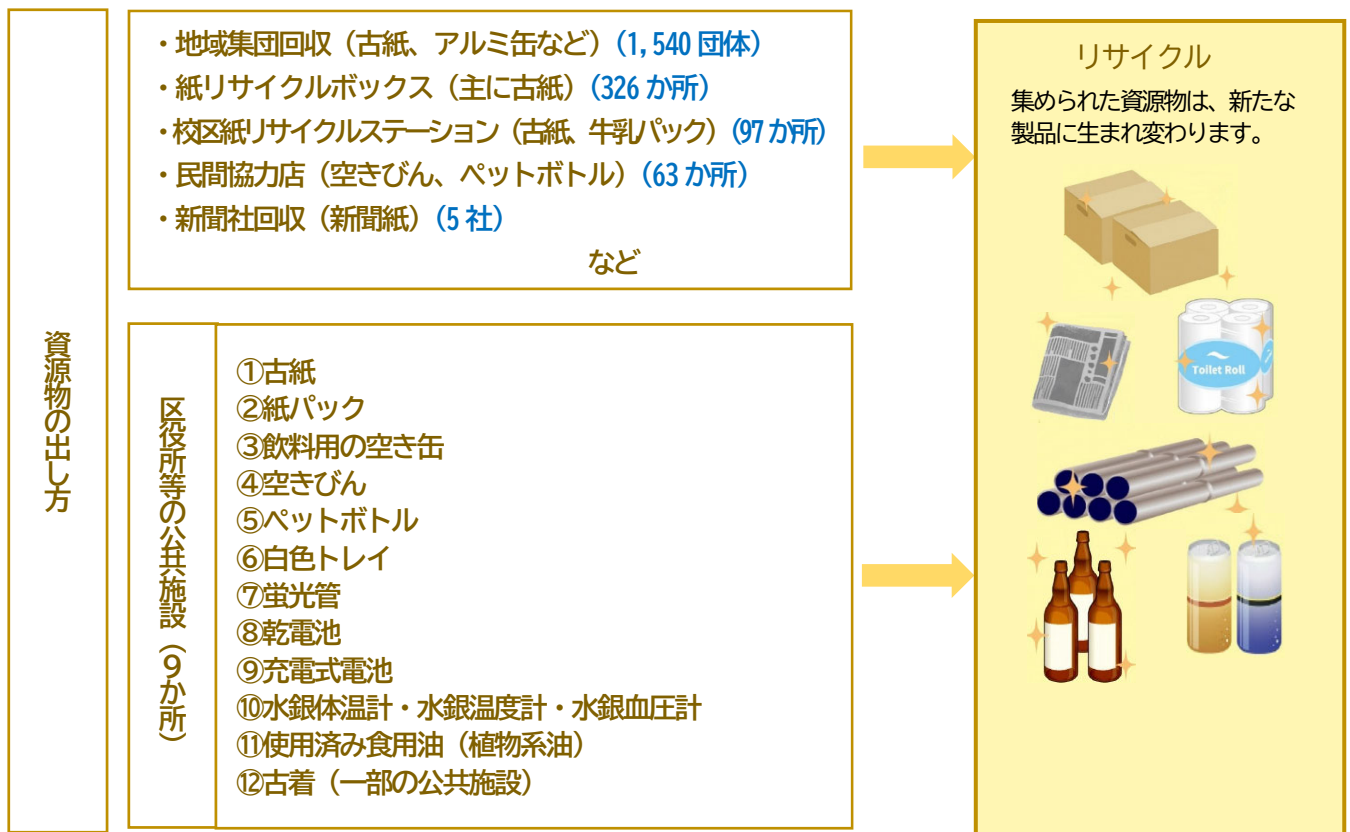 資源物の出し方
・地域集団回収（古紙、アルミ缶など）（1,540 団体）
・紙リサイクルボックス（主に古紙）（326 か所）
・校区紙リサイクルステーション（古紙、牛乳パック）（97 か所）
・民間協力店（空きびん、ペットボトル）（63 か所）
・新聞社回収（新聞紙）（5 社）
など
区役所等の公共施設（９か所）
①古紙
②紙パック
③飲料用の空き缶
④空きびん
⑤ペットボトル
⑥白色トレイ
⑦蛍光管
⑧乾電池
⑨充電式電池
⑩水銀体温計・水銀温度計・水銀血圧計
⑪使用済み食用油（植物系油）
⑫古着（一部の公共施設）
リサイクル
集められた資源物は、新たな
製品に生まれ変わります。
Toilet Roll